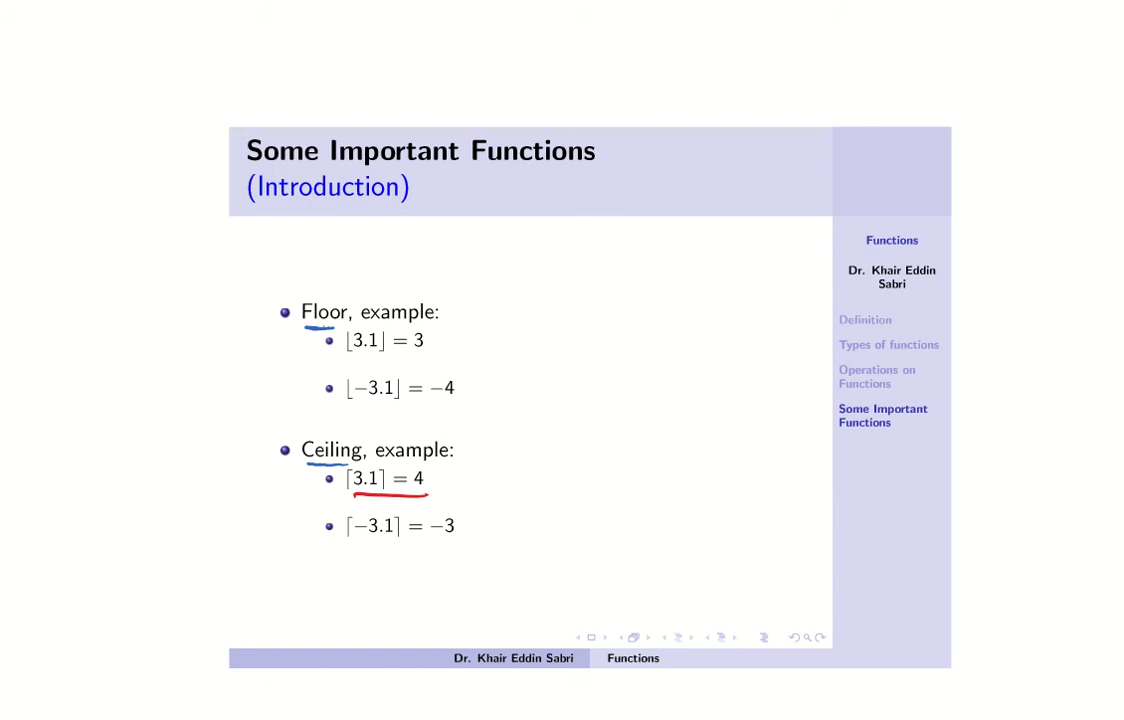 Some Important Functions
(Introduction)
Functions
Dr. Khair Eddin
Sabri
Definition
Types of functions
Operations on
Functions
Some Important
Functions
Floor, example:
⌊3.1⌋ = 3
⌊−3.1⌋ = −4
Ceiling, example:
⌈3.1⌉ = 4
⌈−3.1⌉ = −3
Dr. Khair Eddin Sabri Functions